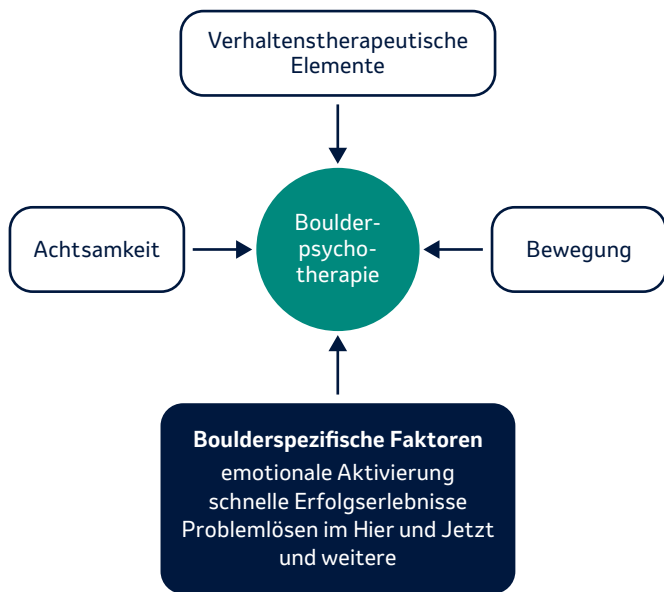 Verhaltenstherapeutische
Elemente
Achtsamkeit
Boulder-
psycho-
therapie
Bewegung
Boulderspezifische Faktoren
emotionale Aktivierung
schnelle Erfolgserlebnisse
Problemlösen im Hier und Jetzt
und weitere